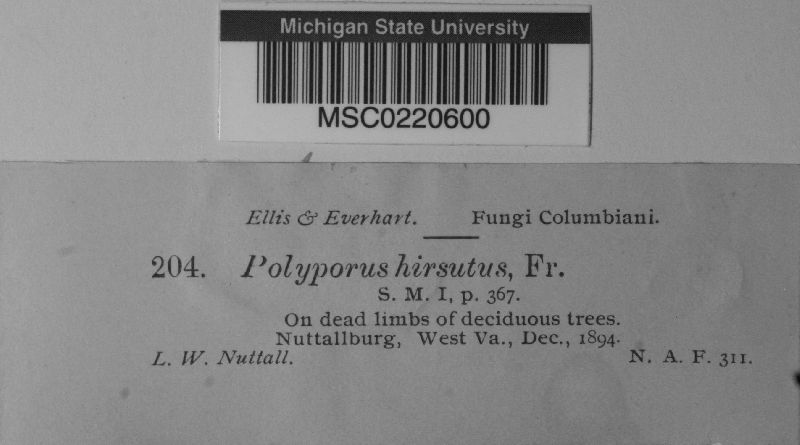 Michigan State University
MSC0220600
Ellis & Everhart. Fungi Columbiani.
204. Polyporus hirsutus, Fr.
S. M. I, p. 367.
On dead limbs of deciduous trees.
Nuttallburg, West Va., Dec., 1894.
L. W. Nuttall. N. A. F. 311.